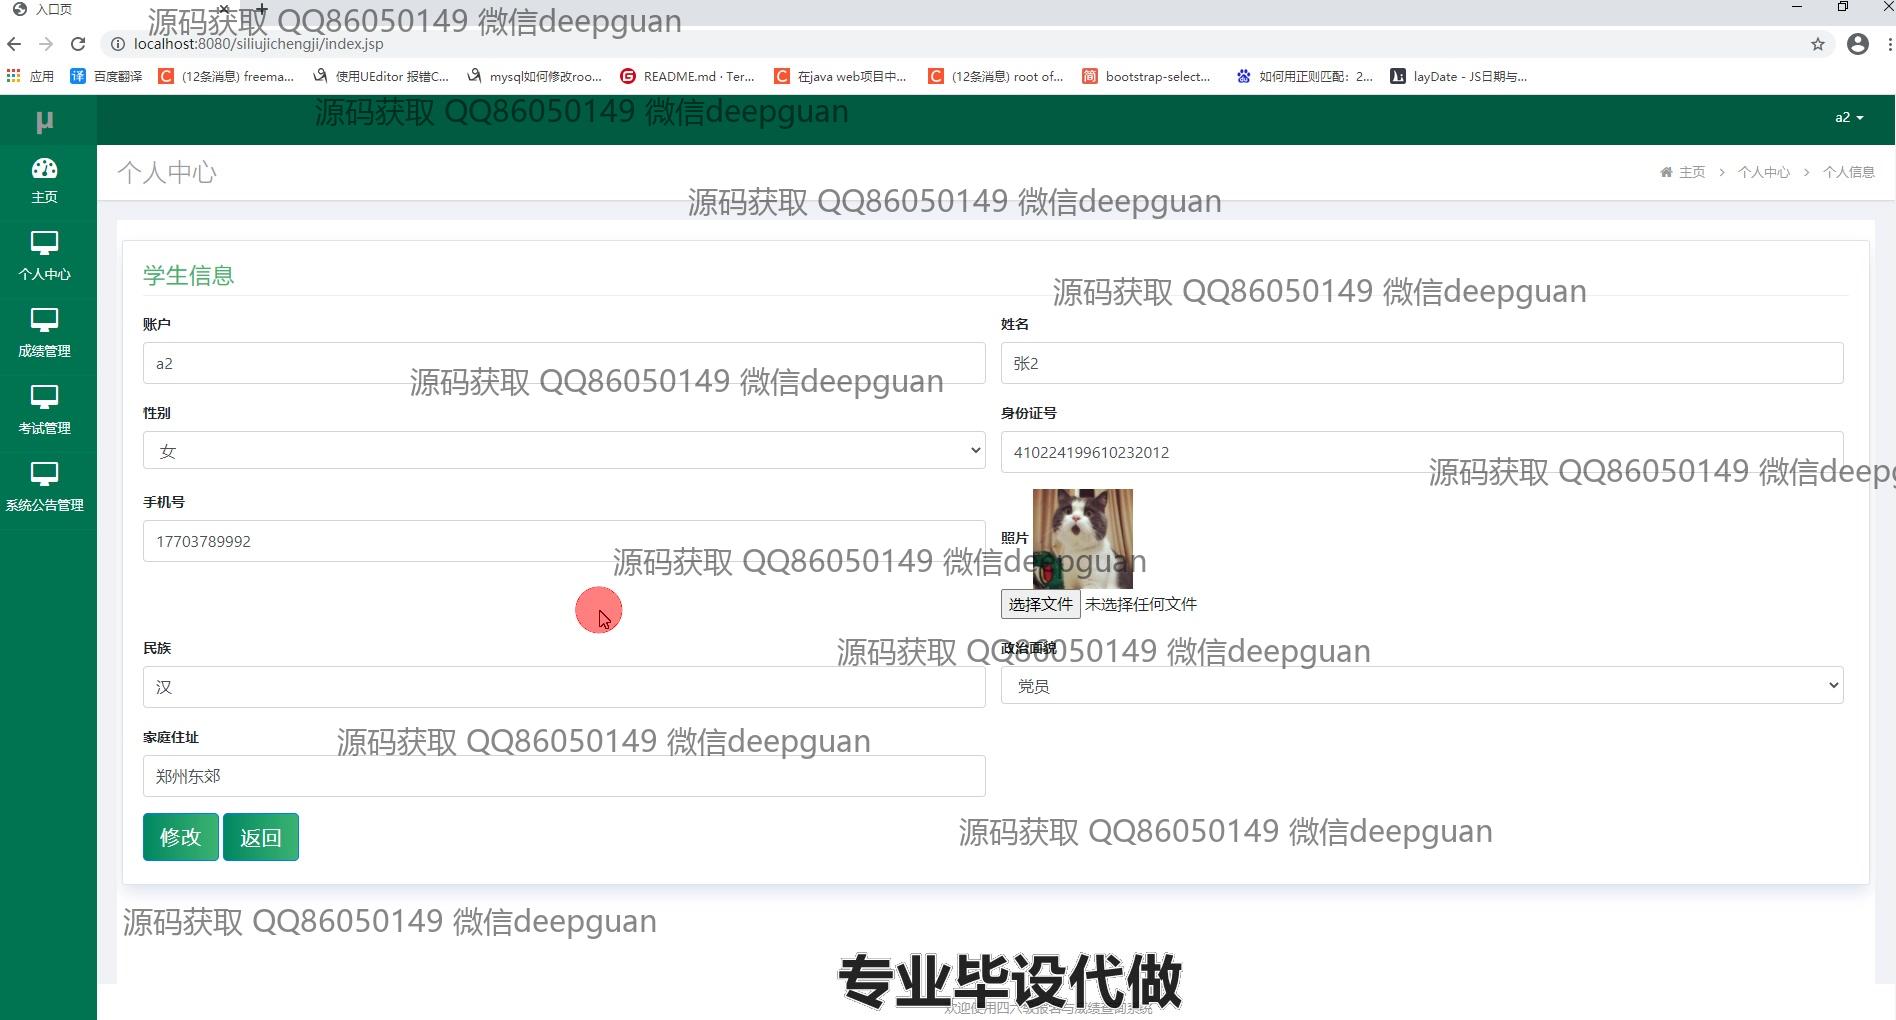 入口页
源码获取 QQ86050149 微信deepguan
localhost:8080/siliujichengji/index.jsp
应用 百度翻译 (12条消息) freema... 使用UEditor 报错C... mysql如何修改roo... README.md · Ter... 在java web项目中... (12条消息) root of... bootstrap-select... 如何用正则匹配：2... layDate - JS日期与...
源码获取 QQ86050149 微信deepguan
μ
a2
个人中心
主页 > 个人中心 > 个人信息
源码获取 QQ86050149 微信deepguan
主页
个人中心
成绩管理
考试管理
系统公告管理
学生信息
源码获取 QQ86050149 微信deepguan
账户
姓名
a2
张2
源码获取 QQ86050149 微信deepguan
性别
身份证号
女
410224199610232012
源码获取 QQ86050149 微信deepg
手机号
17703789992
照片
源码获取 QQ86050149 微信deepguan
选择文件 未选择任何文件
民族
政治面貌
源码获取 QQ86050149 微信deepguan
汉
党员
家庭住址
源码获取 QQ86050149 微信deepguan
郑州东郊
修改 返回
源码获取 QQ86050149 微信deepguan
源码获取 QQ86050149 微信deepguan
专业毕设代做
欢迎使用四六级报名与成绩查询系统